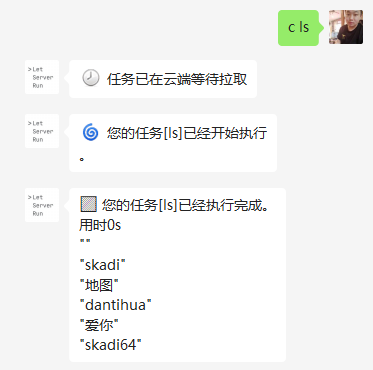 c ls
>Let
Server
Run
🕗 任务已在云端等待拉取
>Let
Server
Run
🌀 您的任务[ls]已经开始执行
。
>Let
Server
Run
您的任务[ls]已经执行完成。
用时0s
""
"skadi"
"地图"
"dantihua"
"爱你"
"skadi64"